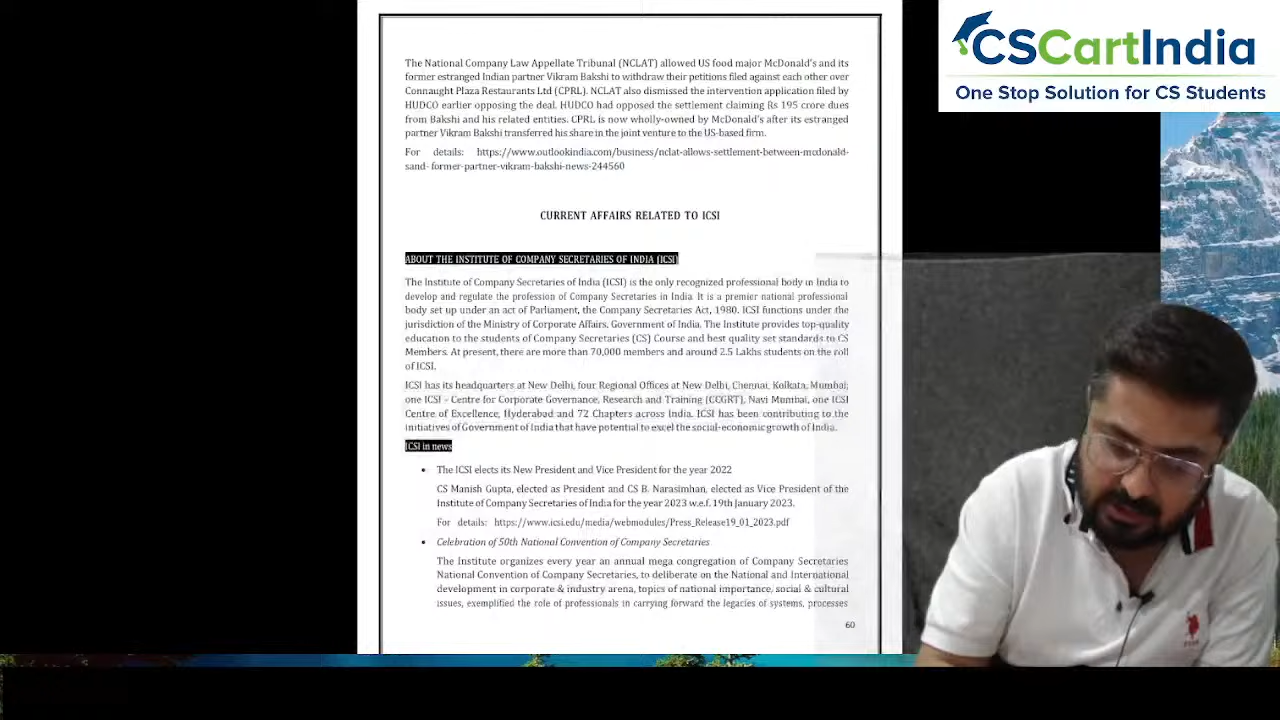 The National Company Law Appellate Tribunal (NCLAT) allowed US food major McDonald's and its
former estranged Indian partner Vikram Bakshi to withdraw their petitions filed against each other over
Connaught Plaza Restaurants Ltd (CPRL). NCLAT also dismissed the intervention application filed by
HUDCO earlier opposing the deal. HUDCO had opposed the settlement claiming Rs 195 crore dues
from Bakshi and his related entities. CPRL is now wholly-owned by McDonald's after its estranged
partner Vikram Bakshi transferred his share in the joint venture to the US-based firm.
For details: https://www.outlookindia.com/business/nclat-allows-settlement-between-mcdonald-
sand- former-partner-vikram-bakshi-news-244560
CURRENT AFFAIRS RELATED TO ICSI
ABOUT THE INSTITUTE OF COMPANY SECRETARIES OF INDIA (ICSI)
The Institute of Company Secretaries of India (ICSI) is the only recognized professional body in India to
develop and regulate the profession of Company Secretaries in India. It is a premier national professional
body set up under an act of Parliament, the Company Secretaries Act, 1980. ICSI functions under the
jurisdiction of the Ministry of Corporate Affairs, Government of India. The Institute provides top-quality
education to the students of Company Secretaries (CS) Course and best quality set standards to CS
Members. At present, there are more than 70,000 members and around 2.5 Lakhs students on the roll
of ICSI.
ICSI has its headquarters at New Delhi, four Regional Offices at New Delhi, Chennai, Kolkata, Mumbai;
one ICSI - Centre for Corporate Governance, Research and Training (CCGRT), Navi Mumbai, one ICSI
Centre of Excellence, Hyderabad and 72 Chapters across India. ICSI has been contributing to the
initiatives of Government of India that have potential to excel the social-economic growth of India.
ICSI in news
• The ICSI elects its New President and Vice President for the year 2022
CS Manish Gupta, elected as President and CS B. Narasimhan, elected as Vice President of the
Institute of Company Secretaries of India for the year 2023 w.e.f. 19th January 2023.
For details: https://www.icsi.edu/media/webmodules/Press_Release19_01_2023.pdf
• Celebration of 50th National Convention of Company Secretaries
The Institute organizes every year an annual mega congregation of Company Secretaries
National Convention of Company Secretaries, to deliberate on the National and International
development in corporate & industry arena, topics of national importance, social & cultural
issues, exemplified the role of professionals in carrying forward the legacies of systems, processes
60
CSCartIndia
One Stop Solution for CS Students